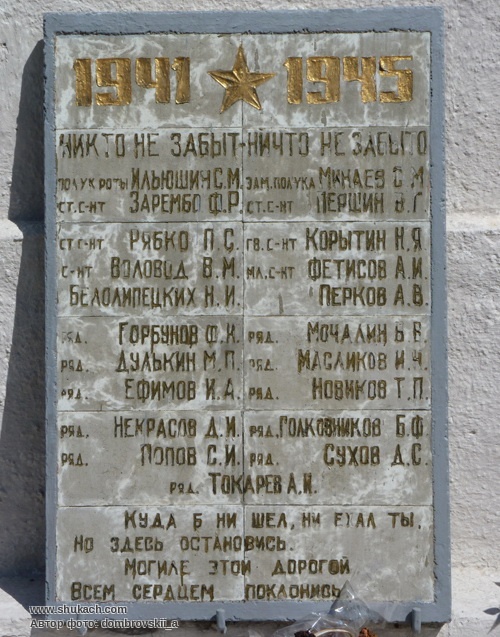 1941 ★ 1945
НИКТО НЕ ЗАБЫТ-НИЧТО НЕ ЗАБЫТО
ПОЛУК РОТЫ ИЛЬЮШИН С.М. ЗАМ. ПОЛУКА МИНАЕВ С.М.
СТ. С-НТ ЗАРЕМБО Ф.Р. СТ. С-НТ ПЕРШИН В.Г.
СТ. С-НТ РЯБКО П.С. ГВ. С-НТ КОРЫТИН Н.Я
С-НТ ВОЛОВОД В.М. МЛ. С-НТ ФЕТИСОВ А.И.
БЕЛОЛИПЕЦКИХ Н.И. ПЕРКОВ А.В.
РЯД. ГОРБУНОВ Ф.К. РЯД. МОЧАЛИН
РЯД. ДУЛЬКИН М.П. РЯД. МАСЛИКОВ И.Ч.
РЯД. ЕФИМОВ И.А. РЯД. НОВИКОВ Т.П.
РЯД. НЕКРАСОВ Д.И. РЯД. ПОЛКОВНИКОВ Б.Ф.
РЯД. ПОПОВ С.И. РЯД. СУХОВ Д.С.
РЯД. ТОКАРЕВ А.И.
КУДА Б НИ ШЕЛ, НИ ЕХАЛ ТЫ,
НО ЗДЕСЬ ОСТАНОВИСЬ.
МОГИЛЕ ЭТОЙ ДОРОГОЙ
ВСЕМ СЕРДЦЕМ ПОКЛОНИСЬ
www.shukach.com
Автор фото: dombrovskii_a